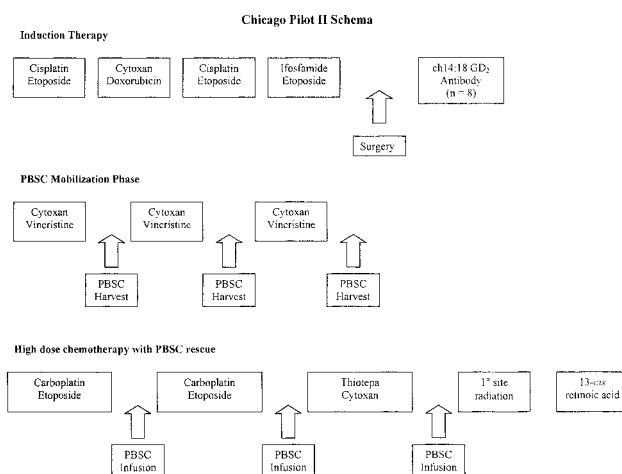 Chicago Pilot II Schema
Induction Therapy
Cisplatin
Etoposide
Cytoxan
Doxorubicin
Cisplatin
Etoposide
Ifosfamide
Etoposide
ch14:18 GD2
Antibody
(n = 8)
Surgery
PBSC Mobilization Phase
Cytoxan
Vincristine
Cytoxan
Vincristine
Cytoxan
Vincristine
PBSC
Harvest
PBSC
Harvest
PBSC
Harvest
High dose chemotherapy with PBSC rescue
Carboplatin
Etoposide
Carboplatin
Etoposide
Thiotepa
Cytoxan
1° site
radiation
13-cis
retinoic acid
PBSC
Infusion
PBSC
Infusion
PBSC
Infusion